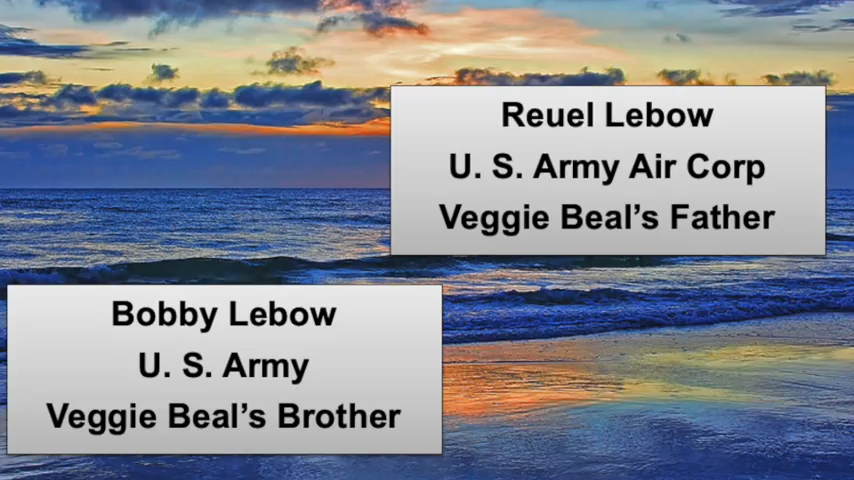 Reuel Lebow
U. S. Army Air Corp
Veggie Beal’s Father
Bobby Lebow
U. S. Army
Veggie Beal’s Brother